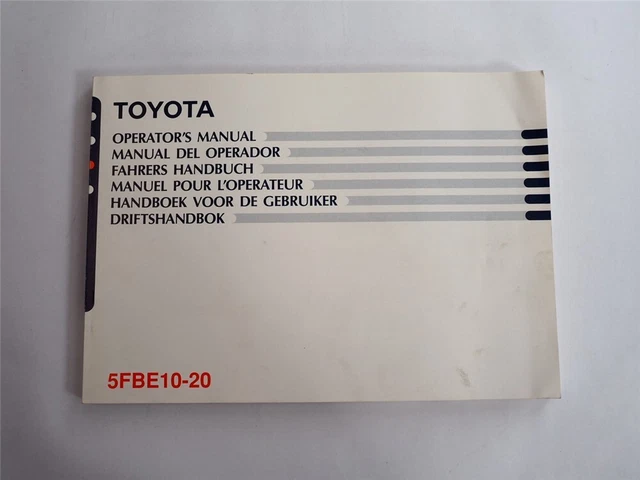 TOYOTA
OPERATOR'S MANUAL
MANUAL DEL OPERADOR
FAHRERS HANDBUCH
MANUEL POUR L'OPERATEUR
HANDBOEK VOOR DE GEBRUIKER
DRIFTSHANDBOK
5FBE10-20